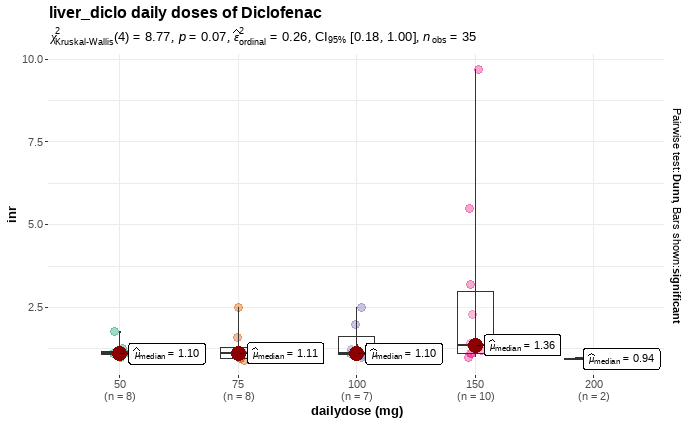 liver_diclo daily doses of Diclofenac
χ²Kruskal-Wallis(4) = 8.77, p = 0.07, ε̂²ordinal = 0.26, CI95% [0.18, 1.00], nobs = 35
10.0
7.5
5.0
2.5
inr
μ̂median = 1.10
μ̂median = 1.11
μ̂median = 1.10
μ̂median = 1.36
μ̂median = 0.94
50 75 100 150 200
(n = 8) (n = 8) (n = 7) (n = 10) (n = 2)
dailydose (mg)
Pairwise test:Dunn, Bars shown:significant